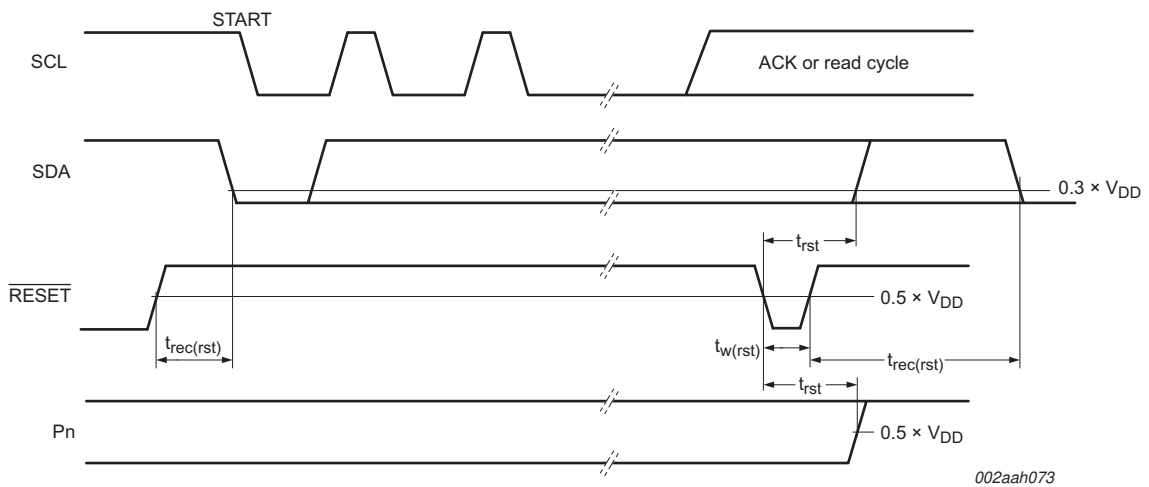 START
SCL
ACK or read cycle
SDA
0.3 × VDD
trst
RESET
0.5 × VDD
trec(rst)
tw(rst)
trec(rst)
trst
Pn
0.5 × VDD
002aah073